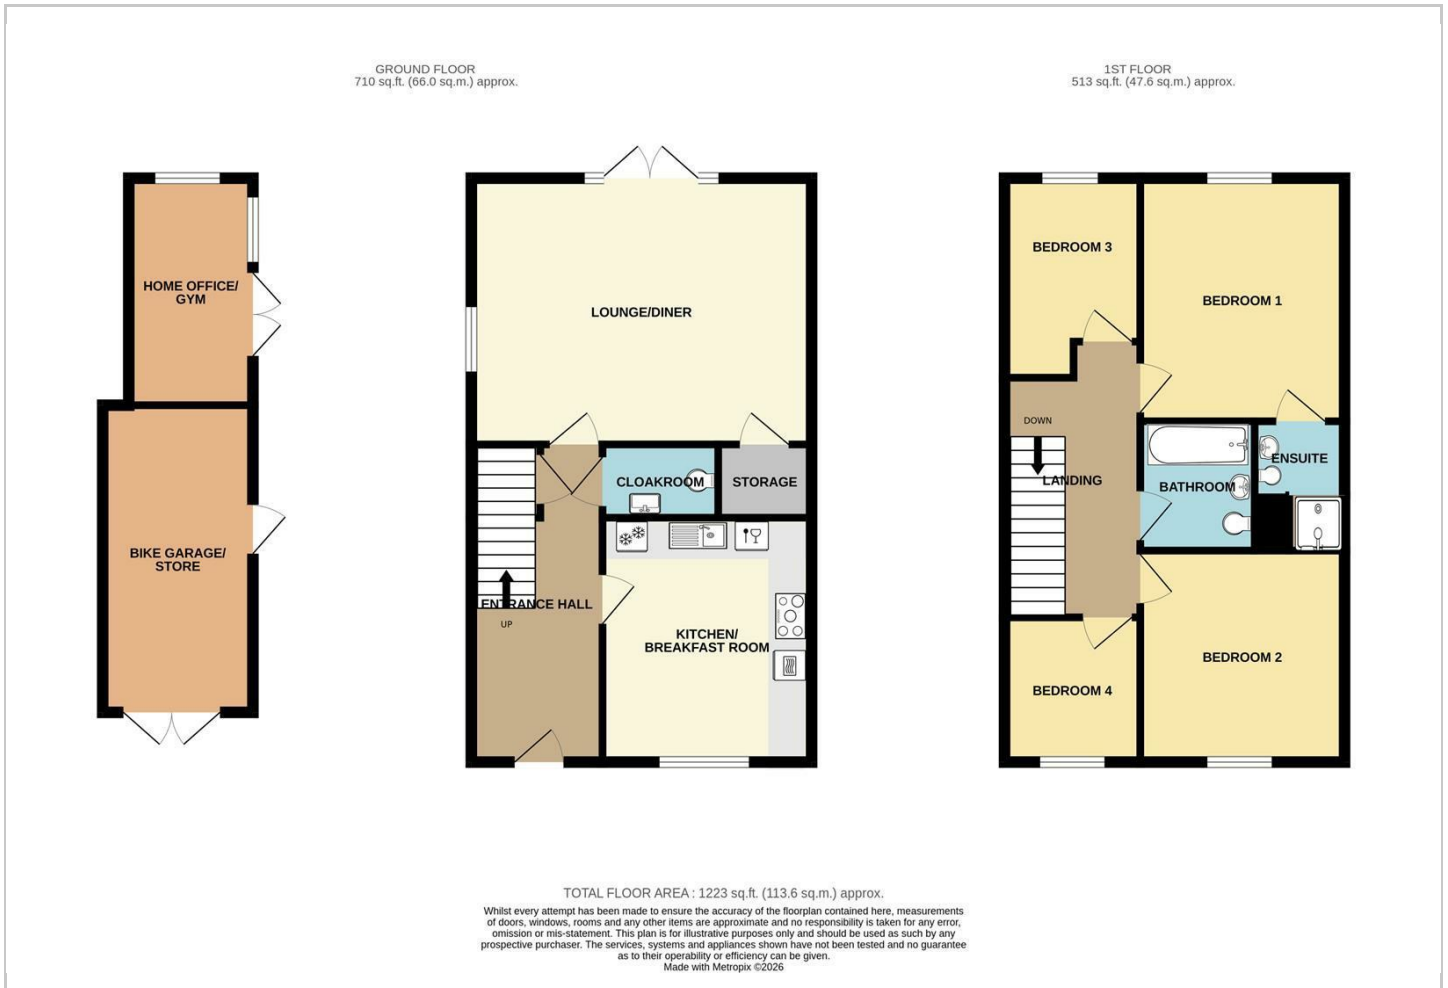 GROUND FLOOR
710 sq.ft. (66.0 sq.m.) approx.
1ST FLOOR
513 sq.ft. (47.6 sq.m.) approx.
HOME OFFICE/
GYM
BIKE GARAGE/
STORE
LOUNGE/DINER
CLOAKROOM
STORAGE
ENTRANCE HALL
UP
KITCHEN/
BREAKFAST ROOM
BEDROOM 3
BEDROOM 1
DOWN
LANDING
BATHROOM
ENSUITE
BEDROOM 2
BEDROOM 4
TOTAL FLOOR AREA : 1223 sq.ft. (113.6 sq.m.) approx.
Whilst every attempt has been made to ensure the accuracy of the floorplan contained here, measurements
of doors, windows, rooms and any other items are approximate and no responsibility is taken for any error,
omission or mis-statement. This plan is for illustrative purposes only and should be used as such by any
prospective purchaser. The services, systems and appliances shown have not been tested and no guarantee
as to their operability or efficiency can be given.
Made with Metropix ©2026